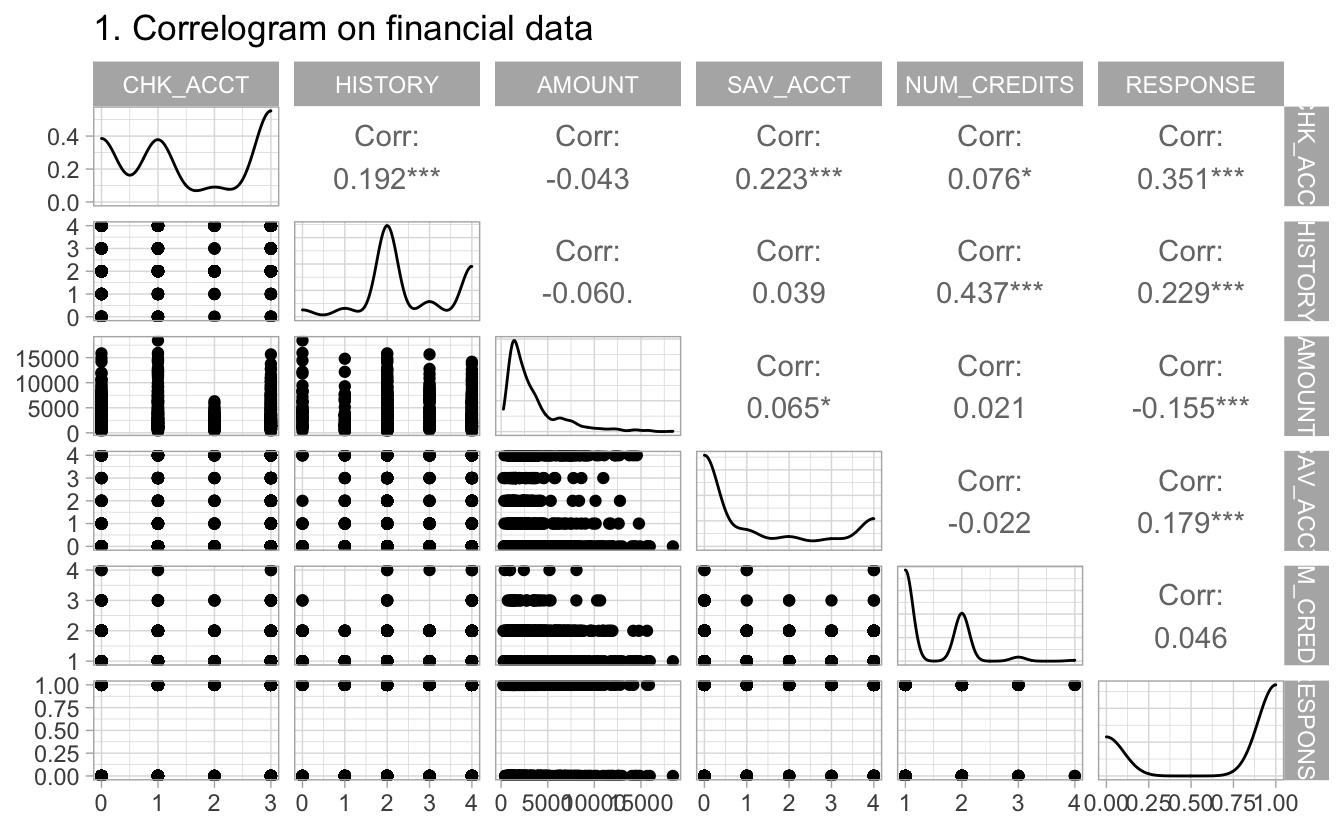 1. Correlogram on financial data
CHK_ACCT HISTORY AMOUNT SAV_ACCT NUM_CREDITS RESPONSE
0.4
0.2
0.0
Corr: Corr: Corr: Corr: Corr:
0.192*** -0.043 0.223*** 0.076* 0.351***
HK_ACC
4
3
2
1
0
Corr: Corr: Corr: Corr:
-0.060. 0.039 0.437*** 0.229***
HISTORY
15000
10000
5000
0
Corr: Corr: Corr:
0.065* 0.021 -0.155***
AMOUNT
4
3
2
1
0
Corr: Corr:
-0.022 0.179***
AV_ACC
4
3
2
1
Corr:
0.046
M_CRED
1.00
0.75
0.50
0.25
0.00
ESPONS
0 1 2 3 0 1 2 3 4 0 5000 10000 15000 0 1 2 3 4 1 2 3 4 0.00 0.25 0.50 0.75 1.00